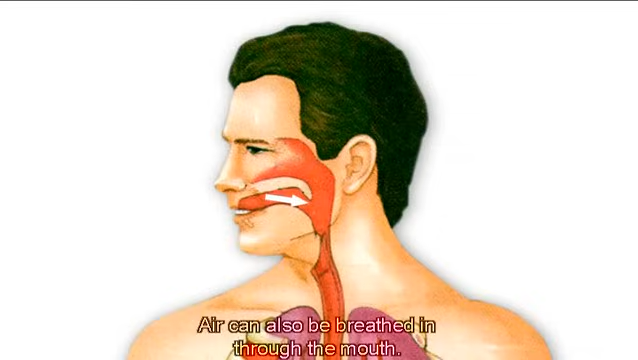 Air can also be breathed in
through the mouth.